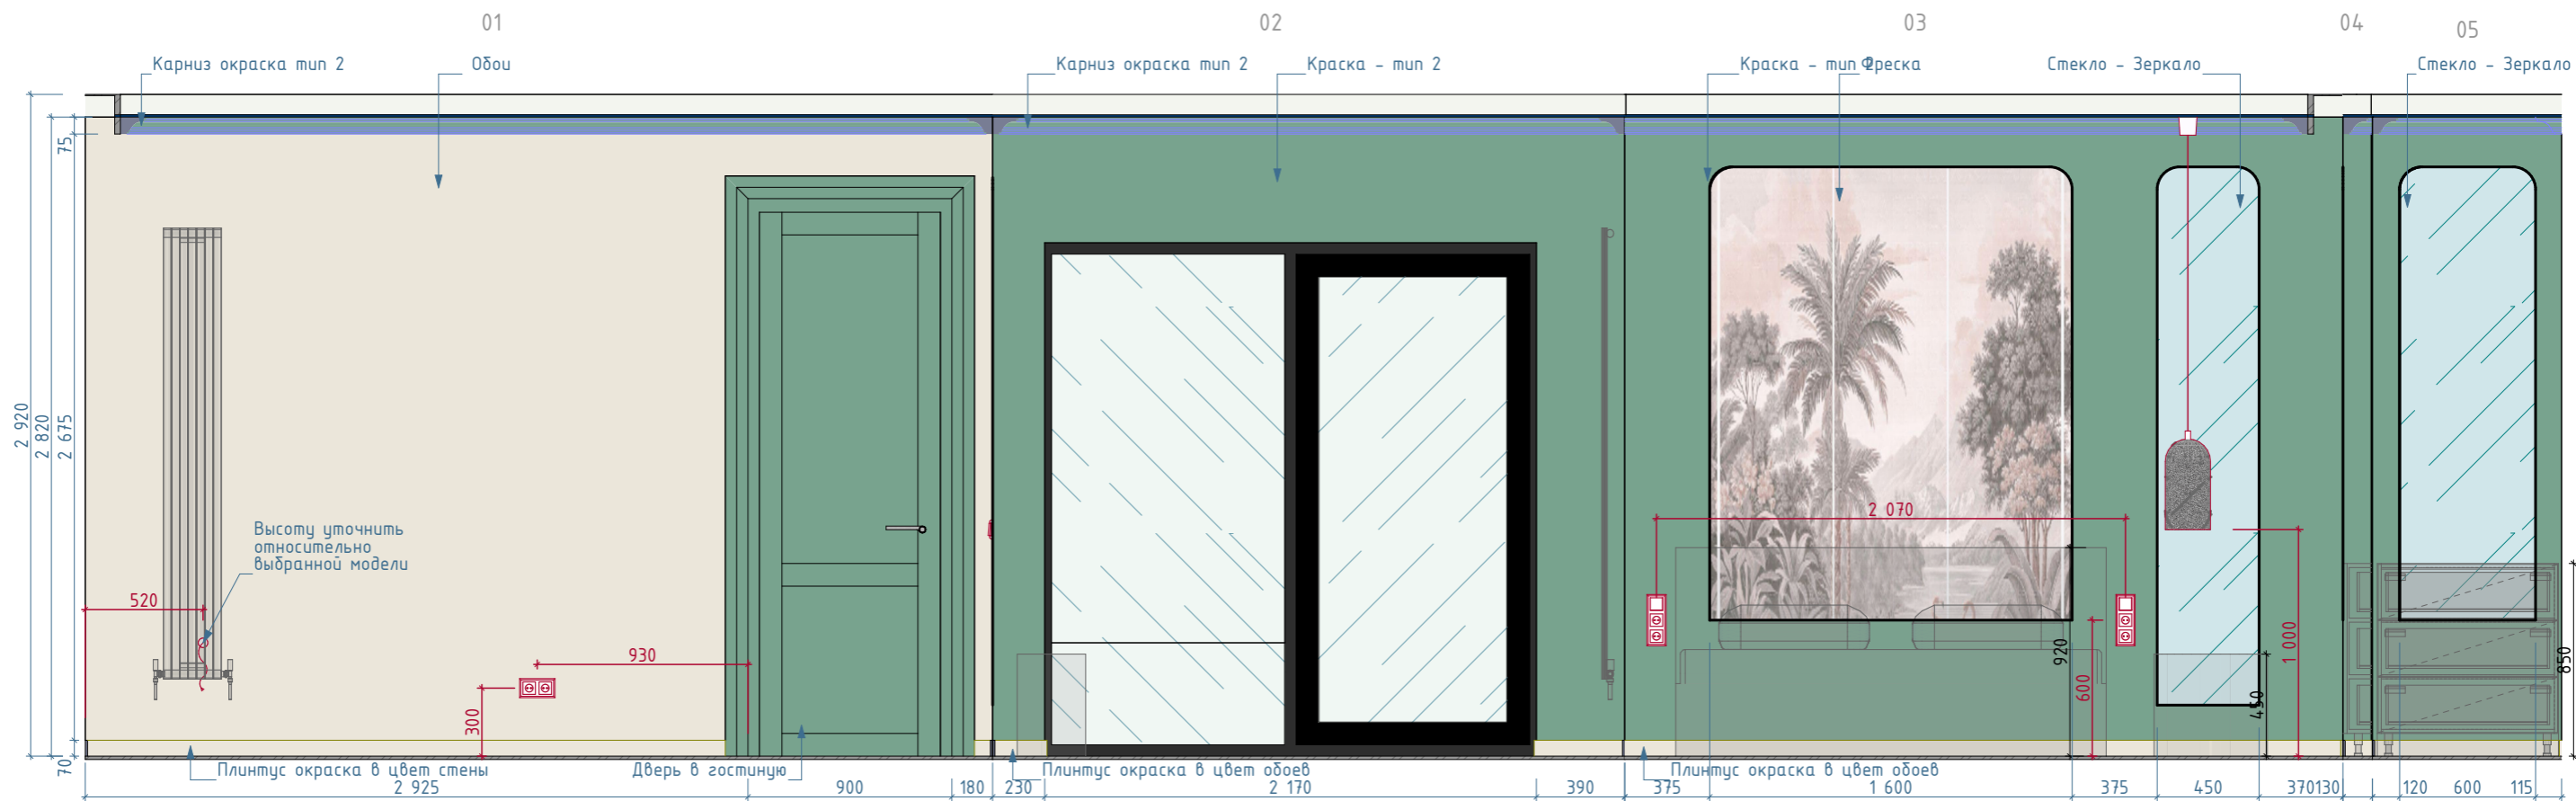 01
02
03
04
05
Карниз окраска тип 2
Обои
Карниз окраска тип 2
Краска - тип 2
Краска - тип 2
Фреска
Стекло - Зеркало
Стекло - Зеркало
75
2 920
2 820
2 675
70
Высоту уточнить
относительно
выбранной модели
520
930
300
2 070
920
600
450
1 000
850
Плинтус окраска в цвет стены
Дверь в гостиную
Плинтус окраска в цвет обоев
Плинтус окраска в цвет обоев
2 925
900
180
230
2 170
390
375
1 600
375
450
370
130
120
600
115